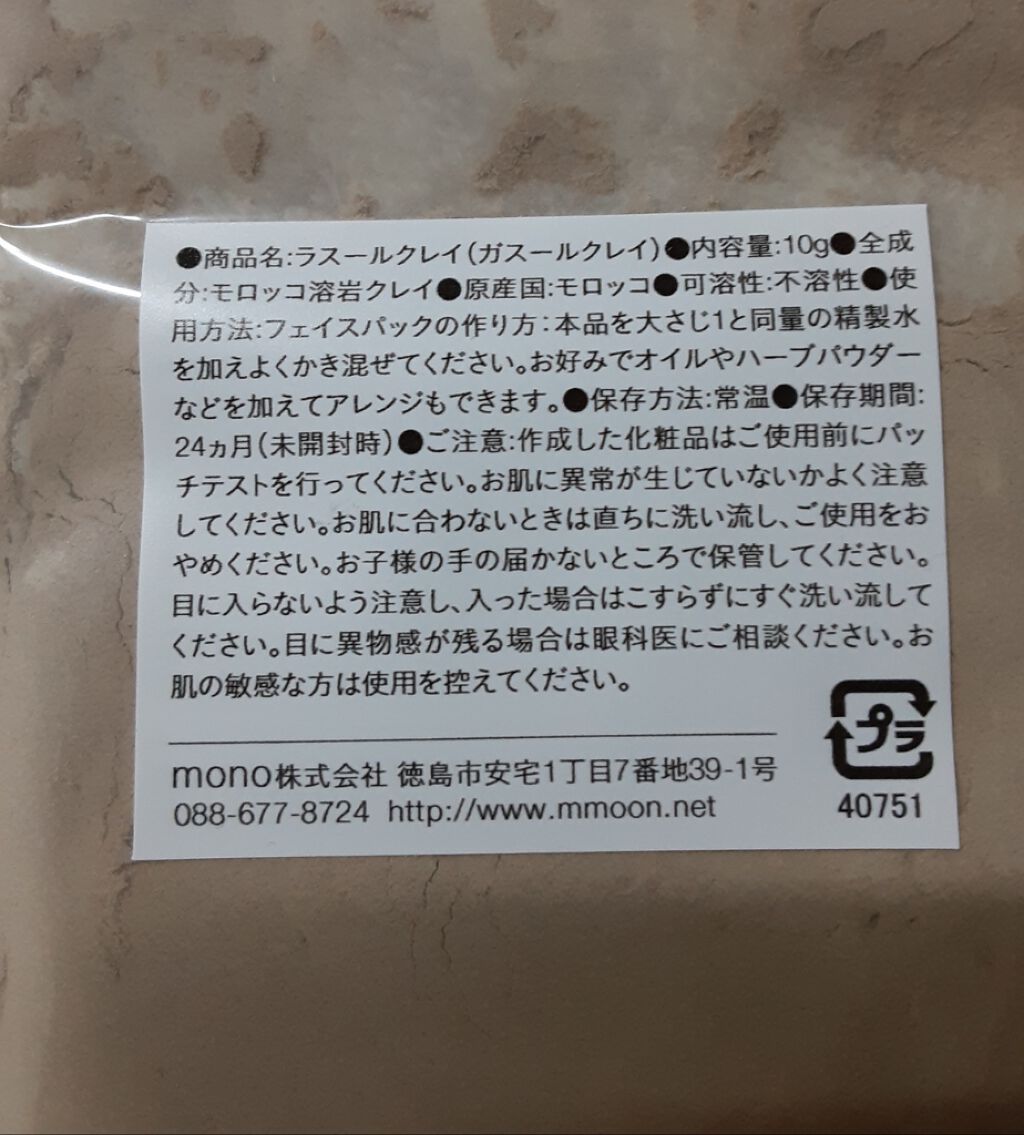 ●商品名:ラスールクレイ(ガスールクレイ)●内容量:10g●全成
分:モロッコ溶岩クレイ●原産国:モロッコ●可溶性:不溶性●使
用方法:フェイスパックの作り方:本品を大さじ1と同量の精製水
を加えよくかき混ぜてください。お好みでオイルやハーブパウダー
などを加えてアレンジもできます。●保存方法:常温●保存期間:
24ヵ月(未開封時)●ご注意:作成した化粧品はご使用前にパッ
チテストを行ってください。お肌に異常が生じていないかよく注意
してください。お肌に合わないときは直ちに洗い流し、ご使用をお
やめください。お子様の手の届かないところで保管してください。
目に入らないよう注意し、入った場合はこすらずにすぐ洗い流して
ください。目に異物感が残る場合は眼科医にご相談ください。お
肌の敏感な方は使用を控えてください。
プラ
mono株式会社 徳島市安宅1丁目7番地39-1号
088-677-8724 http://www.mmoon.net
40751